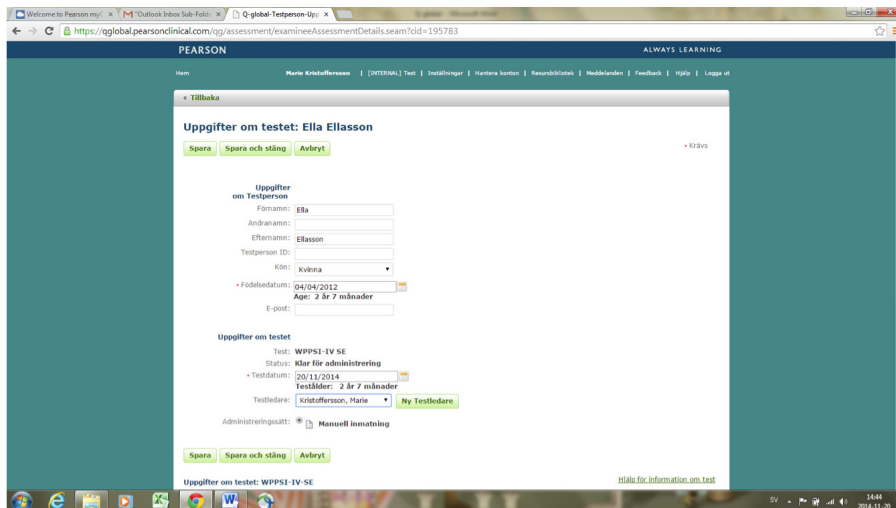 Welcome to Pearson my
"Outlook Inbox Sub-Fold
Q-global-Testperson-Upp
https://qglobal.pearsonclinical.com/qg/assessment/examineeAssessmentDetails.seam?cid=195783
PEARSON
ALWAYS LEARNING
Hem Marie Kristoffersson | [INTERNAL] Test | Inställningar | Hantera konton | Resursbibliotek | Meddelanden | Feedback | Hjälp | Logga ut
« Tillbaka
Uppgifter om testet: Ella Ellasson
Spara Spara och stäng Avbryt
• Krävs
Uppgifter
om Testperson
Förnamn: Ella
Andranamn:
Efternamn: Ellasson
Testperson ID:
Kön: Kvinna
• Födelsedatum: 04/04/2012
Age: 2 år 7 månader
E-post:
Uppgifter om testet
Test: WPPSI-IV SE
Status: Klar för administrering
• Testdatum: 20/11/2014
Testålder: 2 år 7 månader
Testledare: Kristoffersson, Marie Ny Testledare
Administreringssätt: Manuell inmatning
Spara Spara och stäng Avbryt
Uppgifter om testet: WPPSI-IV-SE
Hjälp för information om test
SV 14:44
2014-11-20